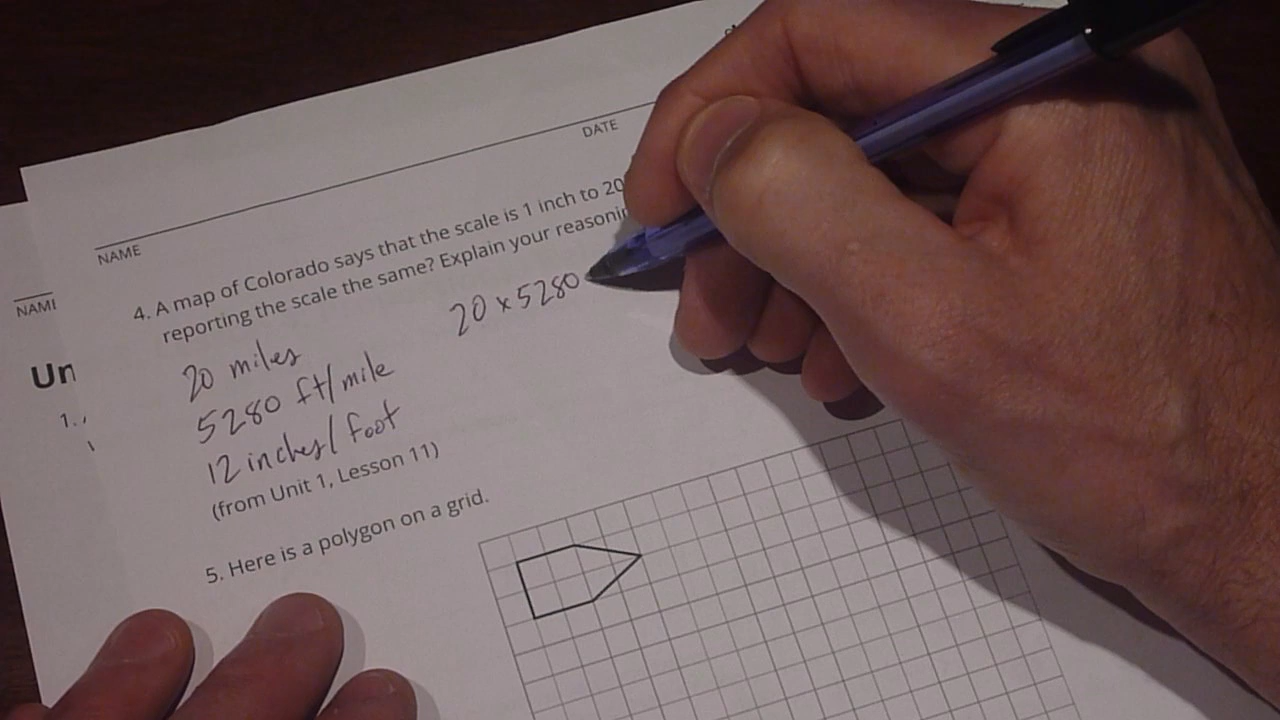 DATE
NAME
4. A map of Colorado says that the scale is 1 inch to 20
reporting the scale the same? Explain your
20 miles
5280 ft/mile
12 inches/foot
20 x 5280
(from Unit 1, Lesson 11)
5. Here is a polygon on a grid.
NAMI
Un
1.